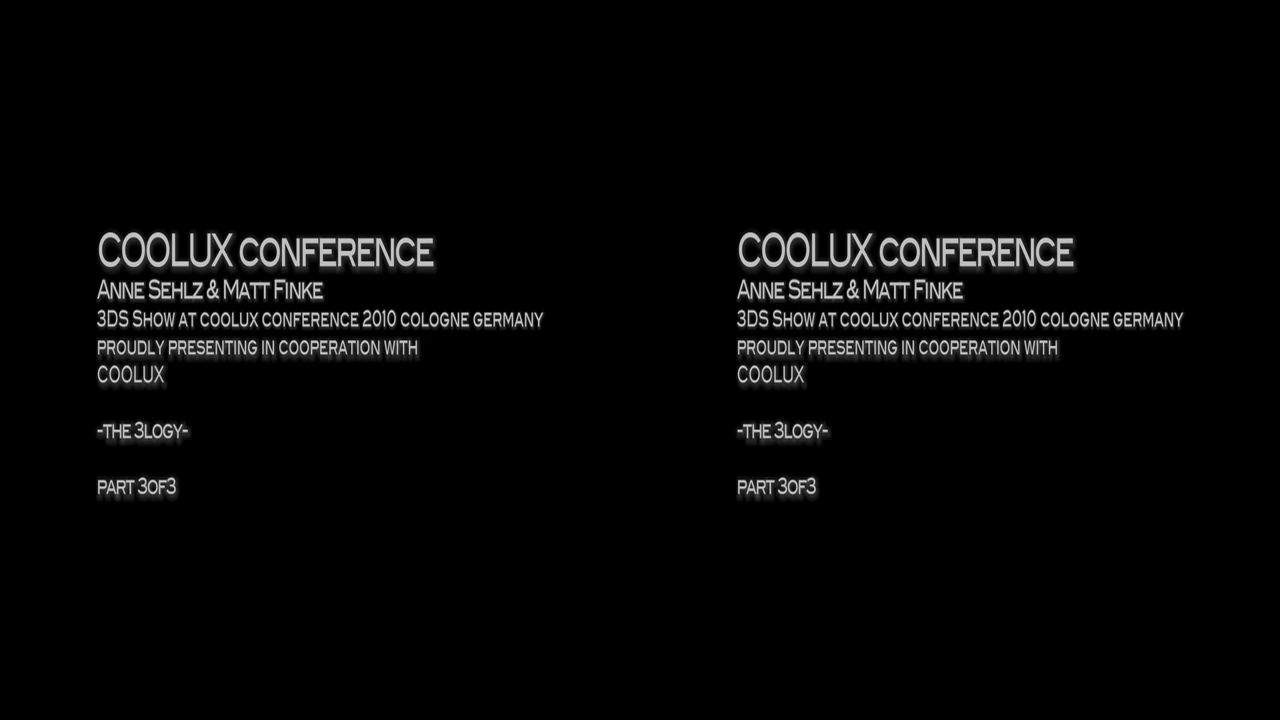 COOLUX CONFERENCE
ANNE SEHLZ & MATT FINKE
3DS SHOW AT COOLUX CONFERENCE 2010 COLOGNE GERMANY
PROUDLY PRESENTING IN COOPERATION WITH
COOLUX
-THE 3LOGY-
PART 3OF3
COOLUX CONFERENCE
ANNE SEHLZ & MATT FINKE
3DS SHOW AT COOLUX CONFERENCE 2010 COLOGNE GERMANY
PROUDLY PRESENTING IN COOPERATION WITH
COOLUX
-THE 3LOGY-
PART 3OF3